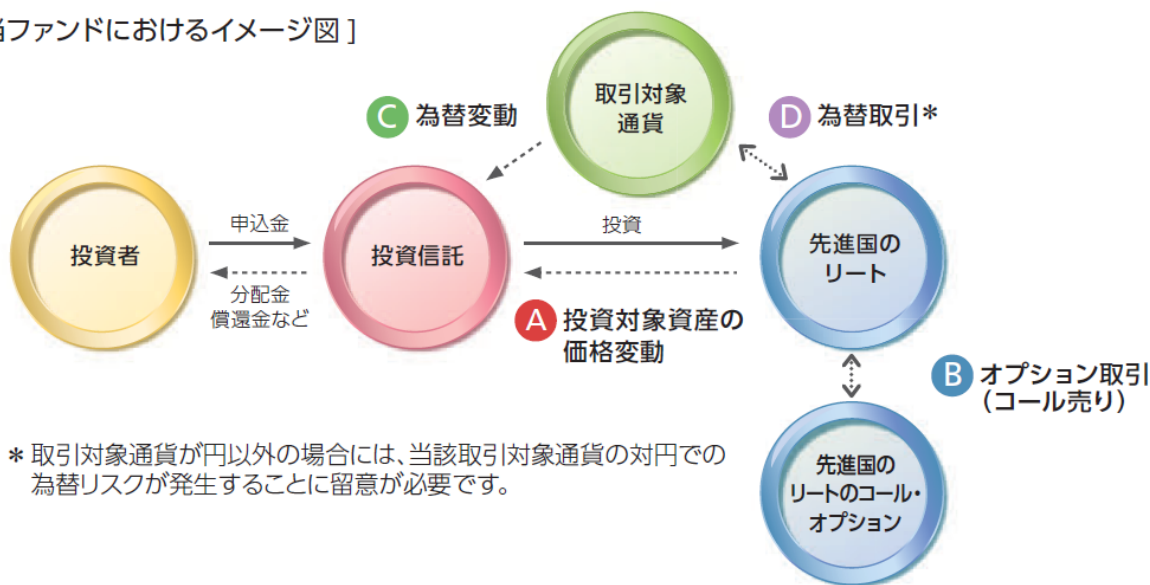 ファンドにおけるイメージ図 ]
取引対象
通貨
C 為替変動
D 為替取引*
投資者
申込金
分配金
償還金など
投資信託
投資
先進国の
リート
A 投資対象資産の
価格変動
B オプション取引
(コール売り)
先進国の
リートのコール・
オプション
* 取引対象通貨が円以外の場合には、当該取引対象通貨の対円での
為替リスクが発生することに留意が必要です。